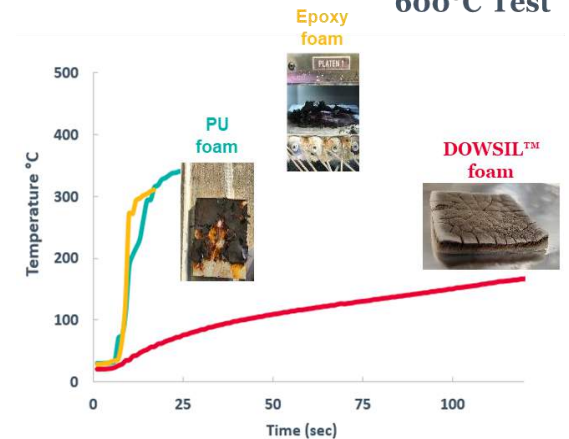 600°C Test
Epoxy
foam
PLATEN 1
PU
foam
DOWSIL™
foam
Temperature °C
500
400
300
200
100
0
0 25 50 75 100
Time (sec)